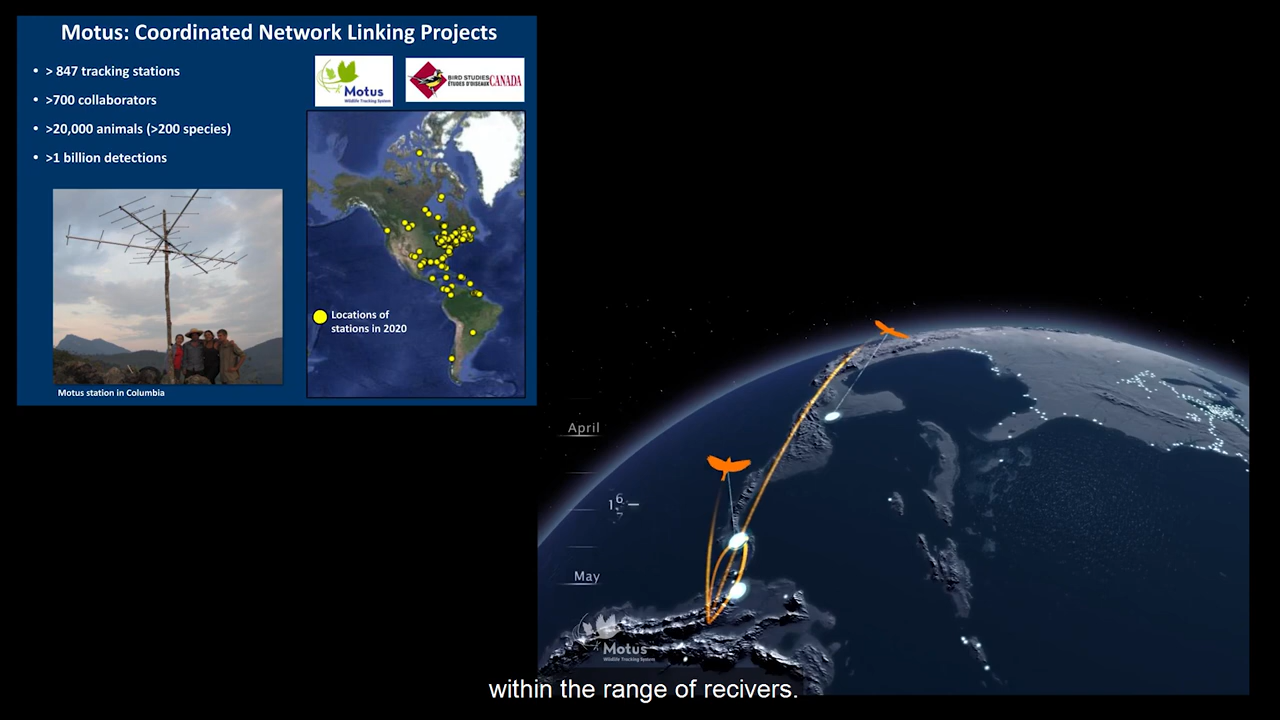 Motus: Coordinated Network Linking Projects
• > 847 tracking stations
• >700 collaborators
• >20,000 animals (>200 species)
• >1 billion detections
Motus
Wildlife Tracking System
BIRD STUDIES
ÉTUDES D'OISEAUX CANADA
Locations of
stations in 2020
Motus station in Columbia
April
16
7
May
Motus
Wildlife Tracking System
within the range of recivers.